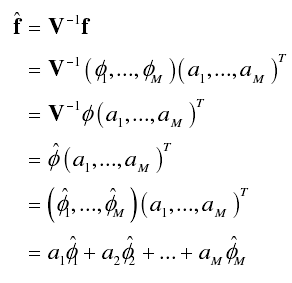 f̂ = V⁻¹f
= V⁻¹ (ϕ₁,...,ϕ_M)(a₁,...,a_M)ᵀ
= V⁻¹ϕ(a₁,...,a_M)ᵀ
= ϕ̂(a₁,...,a_M)ᵀ
= (ϕ̂₁,...,ϕ̂_M)(a₁,...,a_M)ᵀ
= a₁ϕ̂₁ + a₂ϕ̂₂ + ... + a_Mϕ̂_M